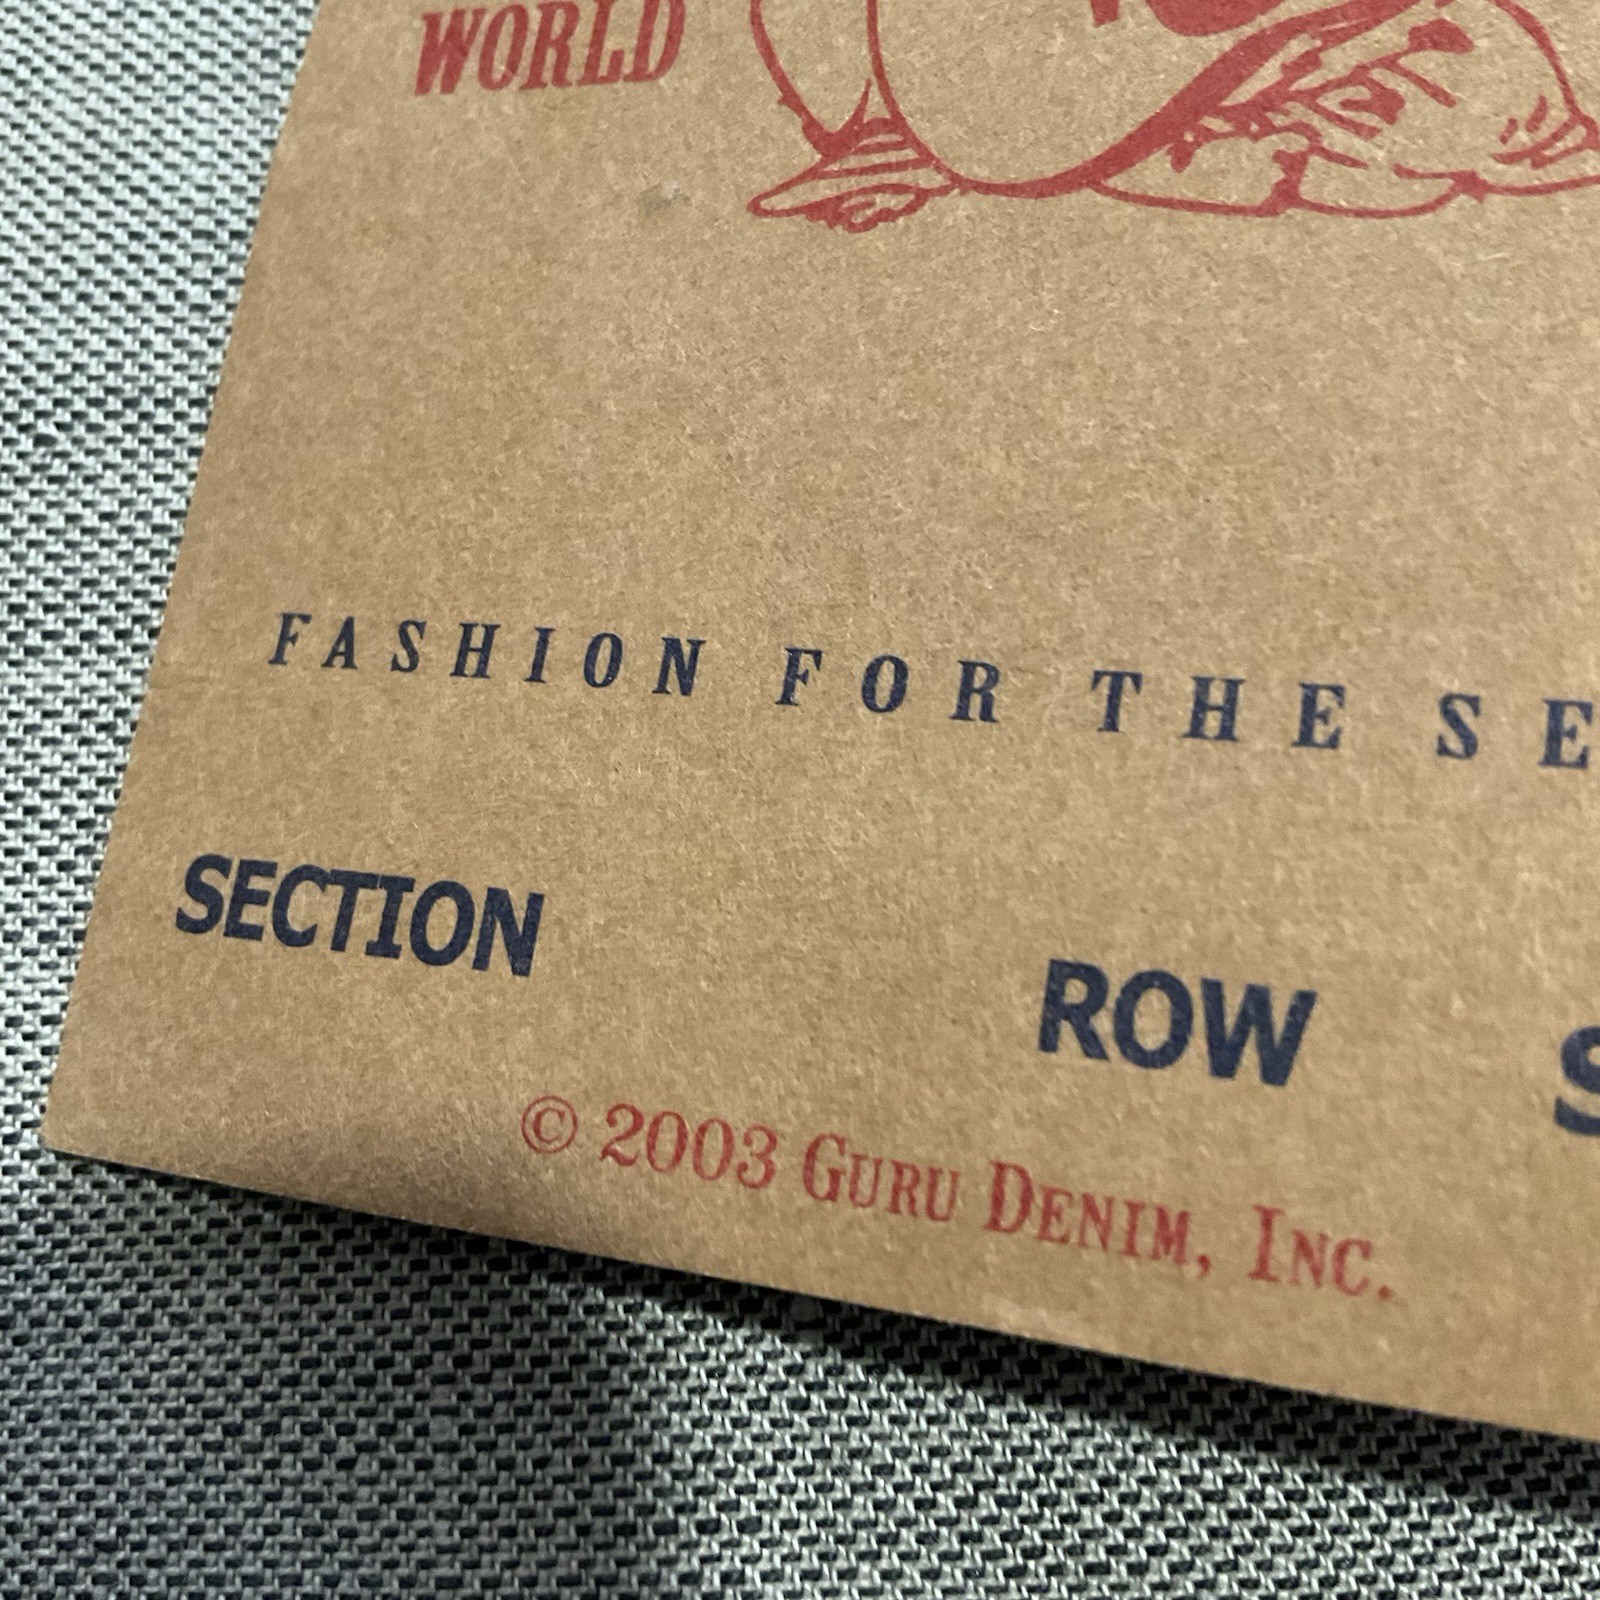 WORLD
FASHION FOR THE SE
SECTION
ROW
S
© 2003 GURU DENIM, INC.